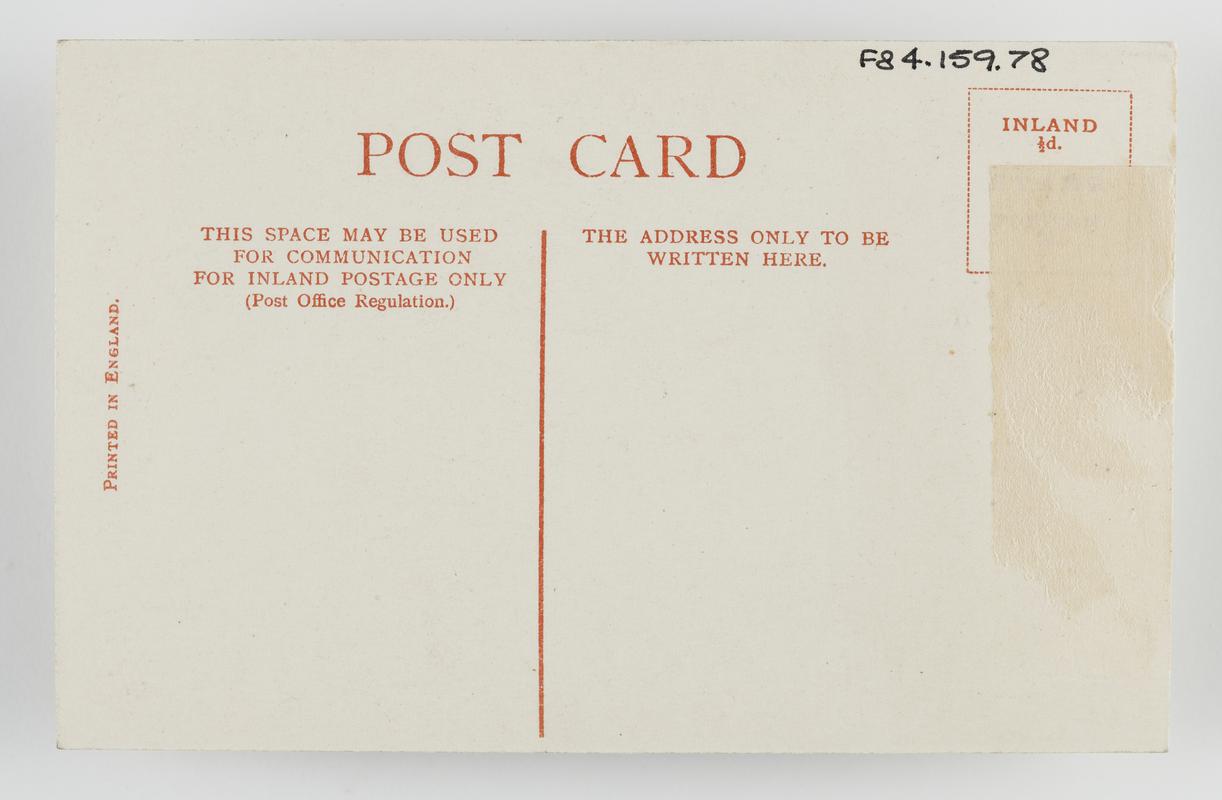 F84.159.78
POST CARD
INLAND
½d.
THIS SPACE MAY BE USED
FOR COMMUNICATION
FOR INLAND POSTAGE ONLY
(Post Office Regulation.)
THE ADDRESS ONLY TO BE
WRITTEN HERE.
PRINTED IN ENGLAND.